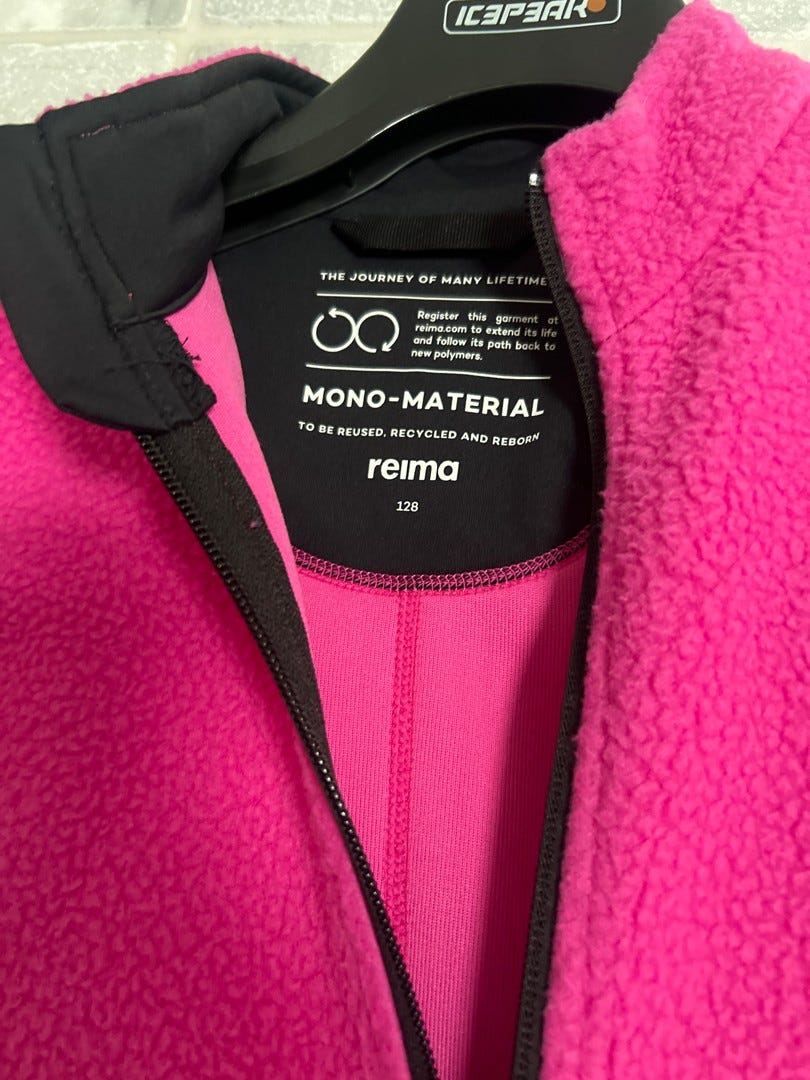 ICEPEAK
THE JOURNEY OF MANY LIFETIME
Register this garment at
reima.com to extend its life
and follow its path back to
new polymers.
MONO-MATERIAL
TO BE REUSED, RECYCLED AND REBORN
reima
128